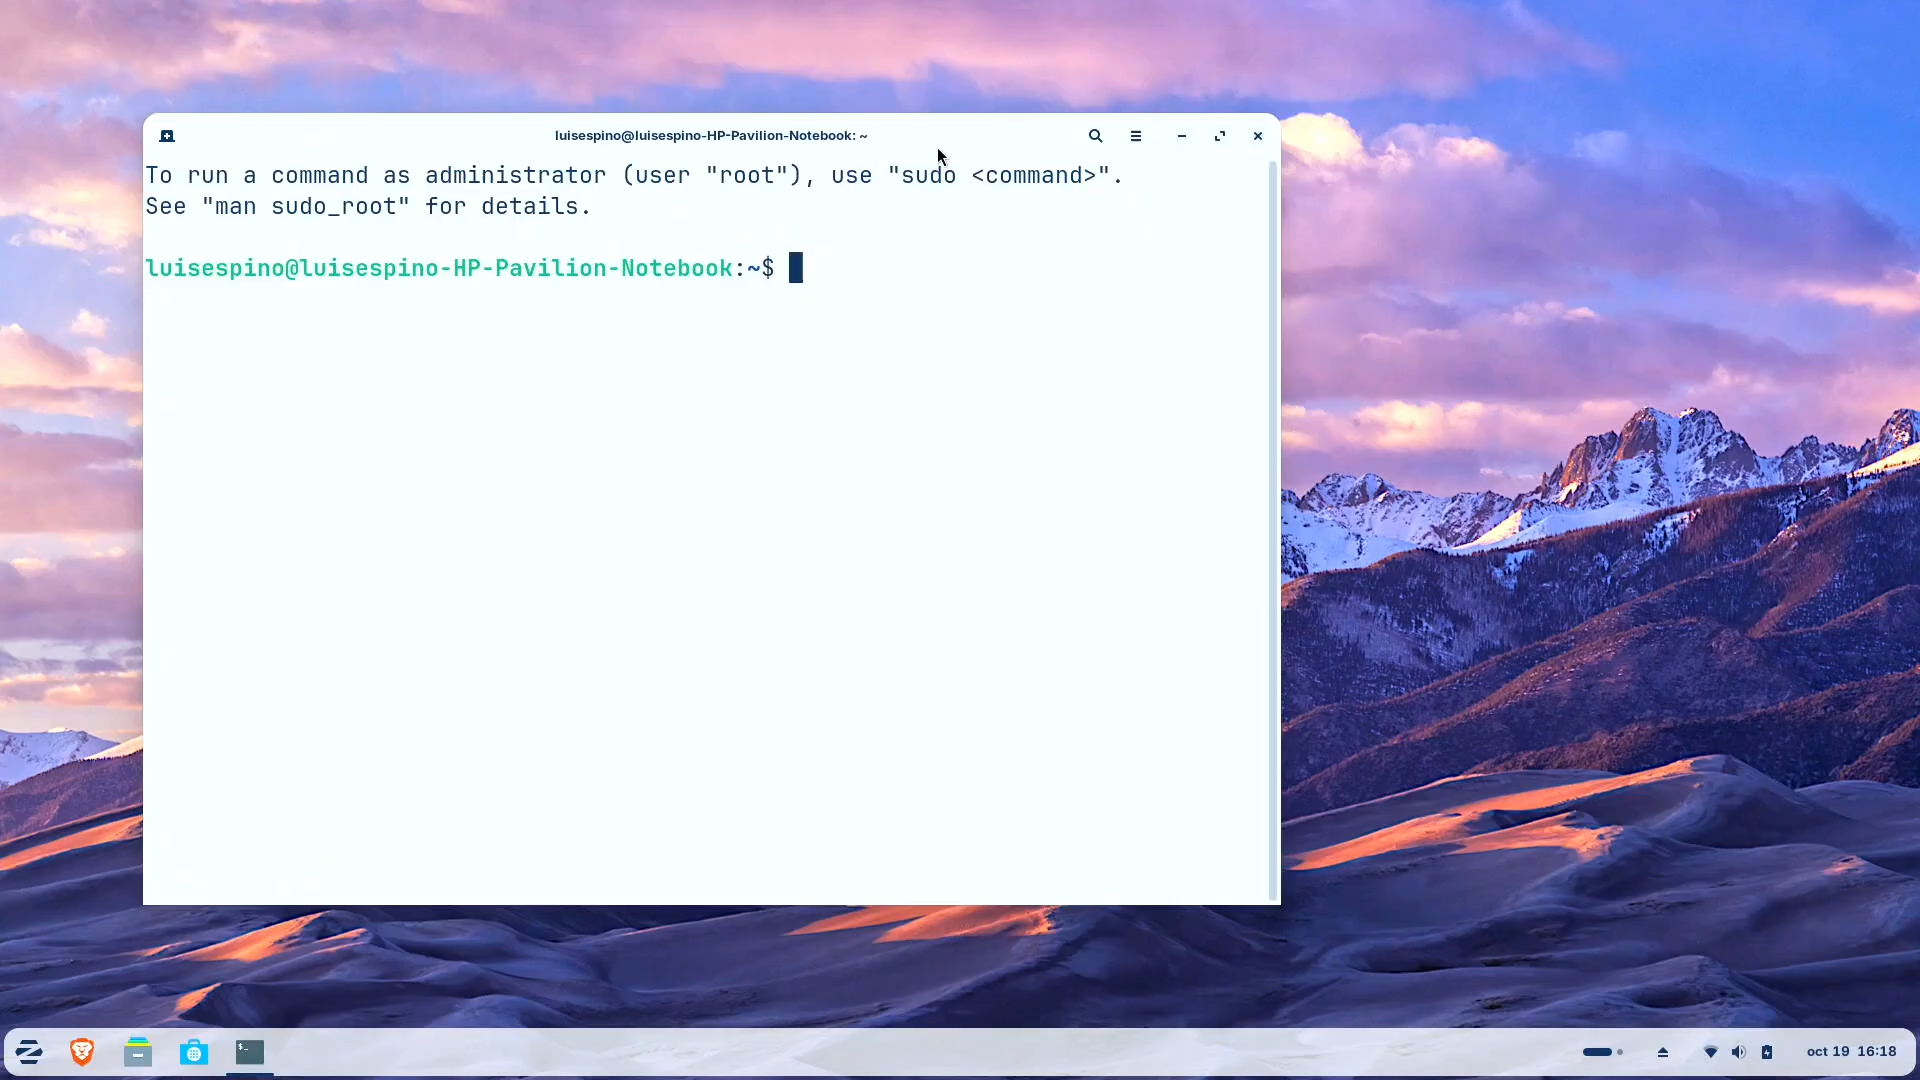 luisespino@luisespino-HP-Pavilion-Notebook: ~
To run a command as administrator (user "root"), use "sudo <command>".
See "man sudo_root" for details.
luisespino@luisespino-HP-Pavilion-Notebook:~$
$_
oct 19 16:18